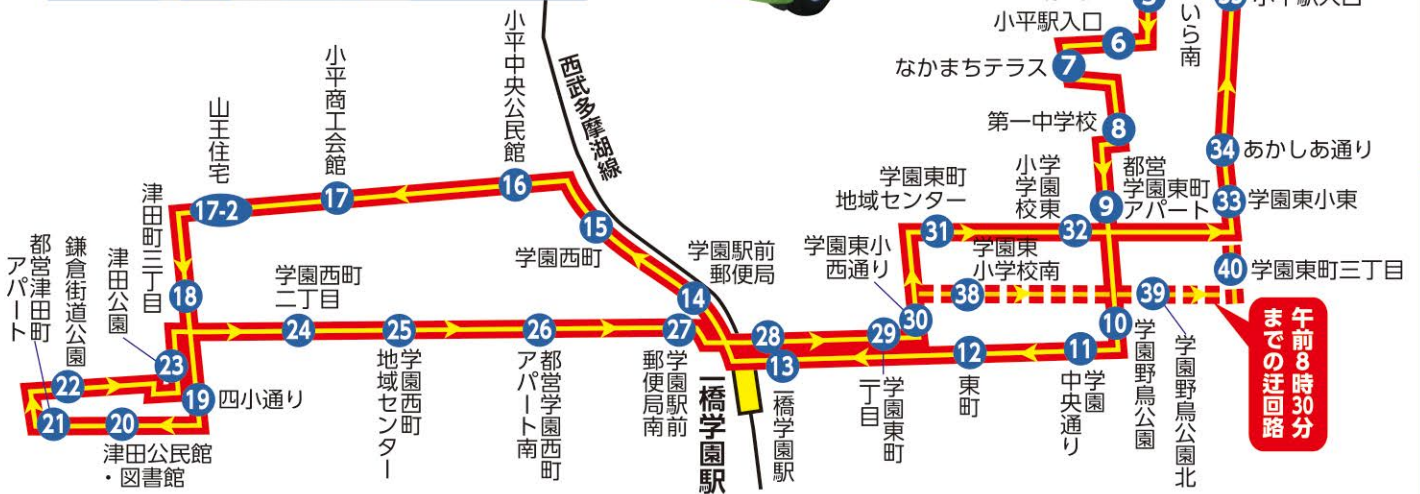 5
いら南
35
小平駅入口
小平駅入口
6
7
なかまちテラス
第一中学校
8
小平中央公民館
西武多摩湖線
小平商工会館
山王住宅
津田町三丁目
17-2
17
16
15
学園西町
学園駅前
郵便局
14
18
学園西町
二丁目
津田公園
鎌倉街道公園
都営津田町
アパート
23
22
21
20
19
四小通り
津田公民館
・図書館
24
25
学園西町
地域センター
26
都営学園西町
アパート南
27
学園駅前
郵便局南
一橋学園駅
28
13
一橋学園駅
29
学園東町
一丁目
30
学園東小
西通り
学園東町
地域センター
31
小学
学園
校東
32
9
都営
学園東町
アパート
34
あかしあ通り
33
学園東小東
40
学園東町三丁目
学園東
小学校南
38
39
10
学園野鳥公園
学園野鳥公園北
11
学園
中央通り
12
東町
午前8時30分
までの迂回路